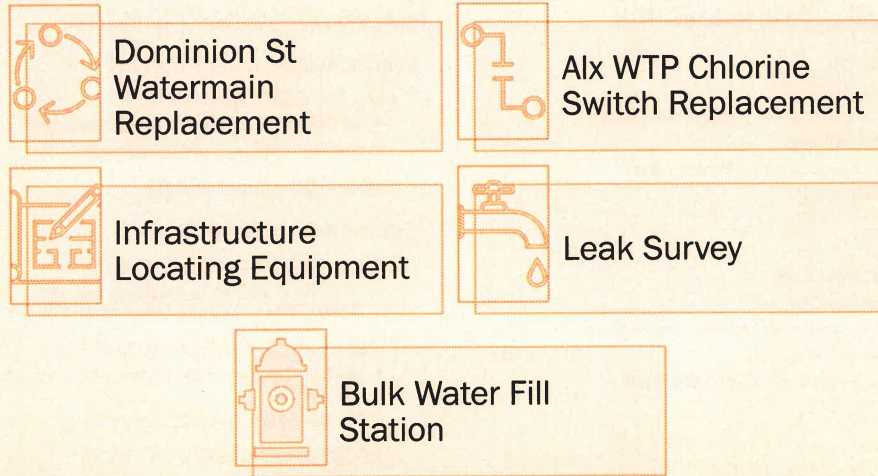 Dominion St
Watermain
Replacement
Alx WTP Chlorine
Switch Replacement
Infrastructure
Locating Equipment
Leak Survey
Bulk Water Fill
Station